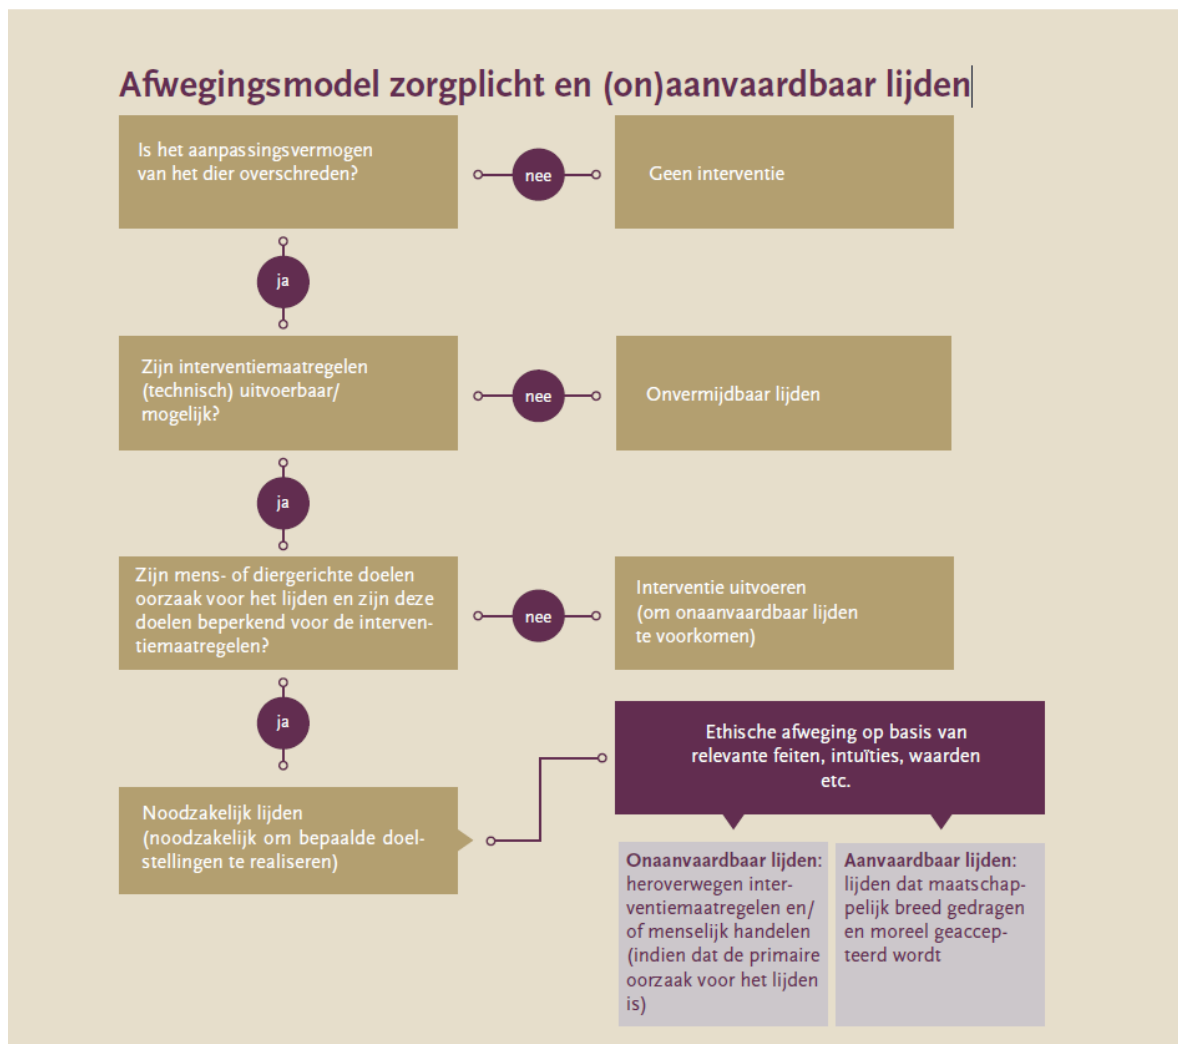 Afwegingsmodel zorgplicht en (on)aanvaardbaar lijden
Is het aanpassingsvermogen
van het dier overschreden?
nee
Geen interventie
ja
Zijn interventiemaatregelen
(technisch) uitvoerbaar/
mogelijk?
nee
Onvermijdbaar lijden
ja
Zijn mens- of diergerichte doelen
oorzaak voor het lijden en zijn deze
doelen beperkend voor de interven-
tiemaatregelen?
nee
Interventie uitvoeren
(om onaanvaardbaar lijden
te voorkomen)
ja
Noodzakelijk lijden
(noodzakelijk om bepaalde doel-
stellingen te realiseren)
Ethische afweging op basis van
relevante feiten, intuïties, waarden
etc.
Onaanvaardbaar lijden:
heroverwegen inter-
ventiemaatregelen en/
of menselijk handelen
(indien dat de primaire
oorzaak voor het lijden
is)
Aanvaardbaar lijden:
lijden dat maatschap-
pelijk breed gedragen
en moreel geaccep-
teerd wordt